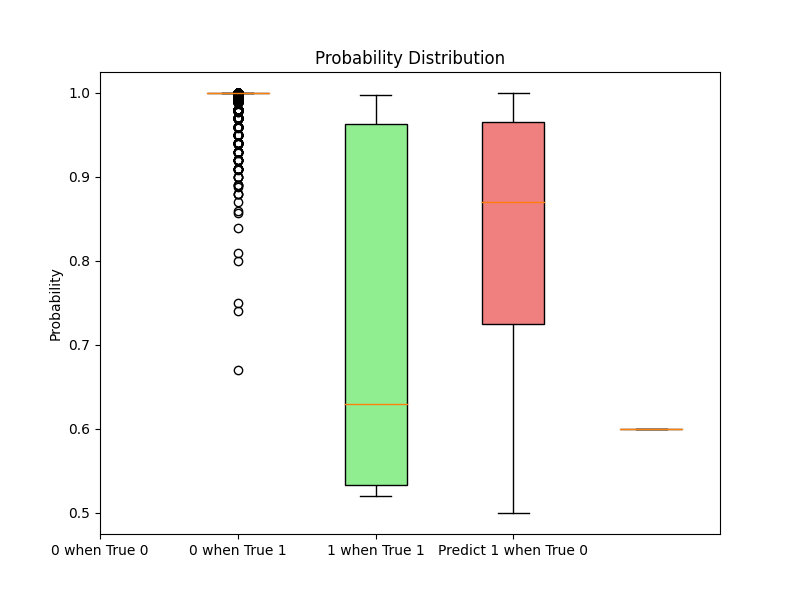 Probability Distribution
Probability
1.0
0.9
0.8
0.7
0.6
0.5
0 when True 0
0 when True 1
1 when True 1
Predict 1 when True 0